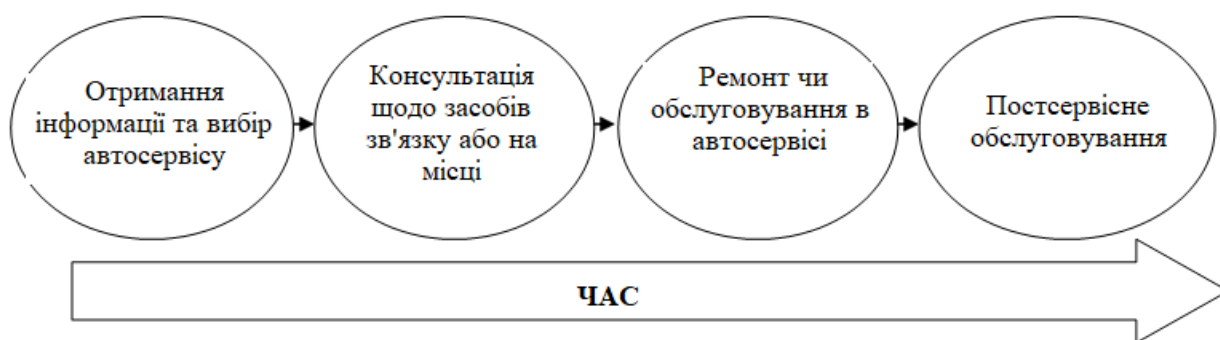 Отримання
інформації та вибір
автосервісу
Консультація
щодо засобів
зв'язку або на
місці
Ремонт чи
обслуговування в
автосервісі
Постсервісне
обслуговування
ЧАС